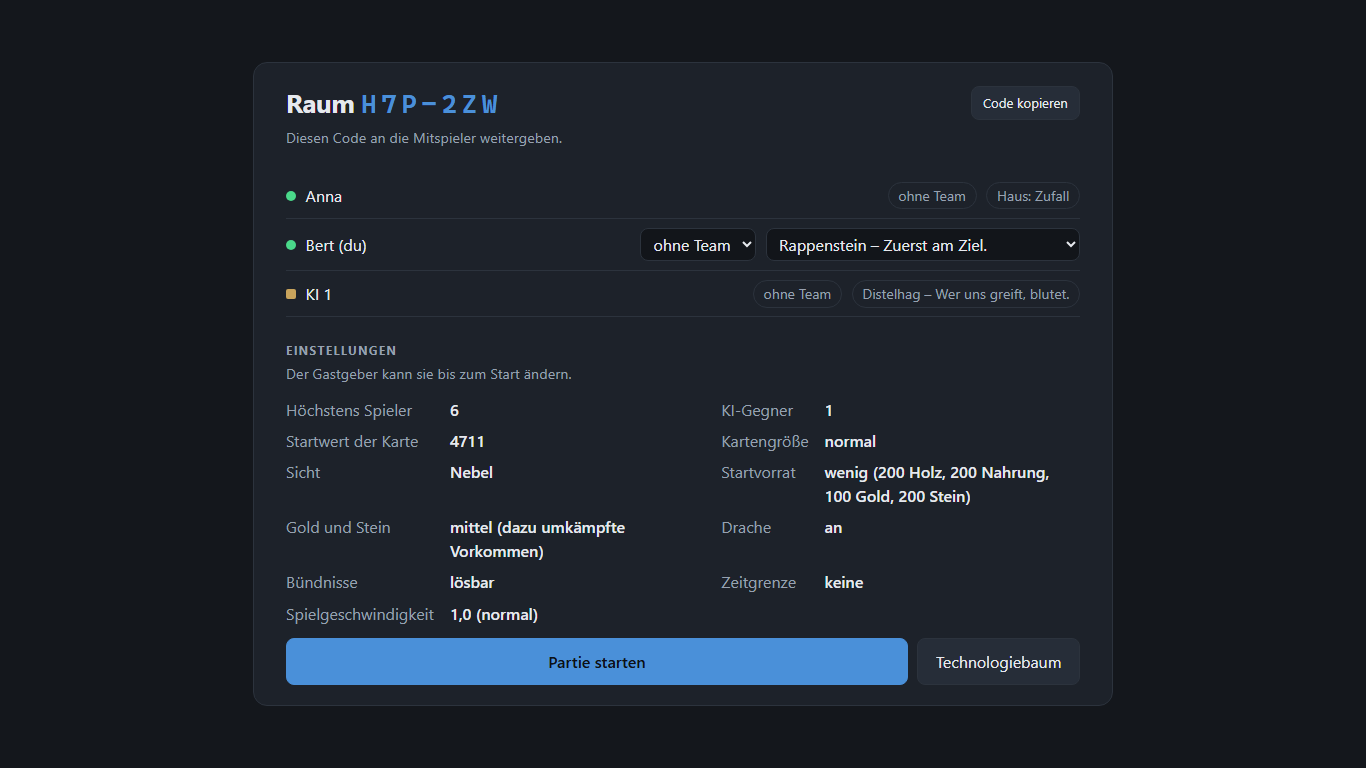 Raum H7P-2ZW
Code kopieren
Diesen Code an die Mitspieler weitergeben.
Anna
ohne Team
Haus: Zufall
Bert (du)
ohne Team
Rappenstein – Zuerst am Ziel.
KI 1
ohne Team
Distelhag – Wer uns greift, blutet.
EINSTELLUNGEN
Der Gastgeber kann sie bis zum Start ändern.
Höchstens Spieler 6
KI-Gegner 1
Startwert der Karte 4711
Kartengröße normal
Sicht Nebel
Startvorrat wenig (200 Holz, 200 Nahrung,
100 Gold, 200 Stein)
Gold und Stein mittel (dazu umkämpfte
Vorkommen)
Drache an
Bündnisse lösbar
Zeitgrenze keine
Spielgeschwindigkeit 1,0 (normal)
Partie starten
Technologiebaum